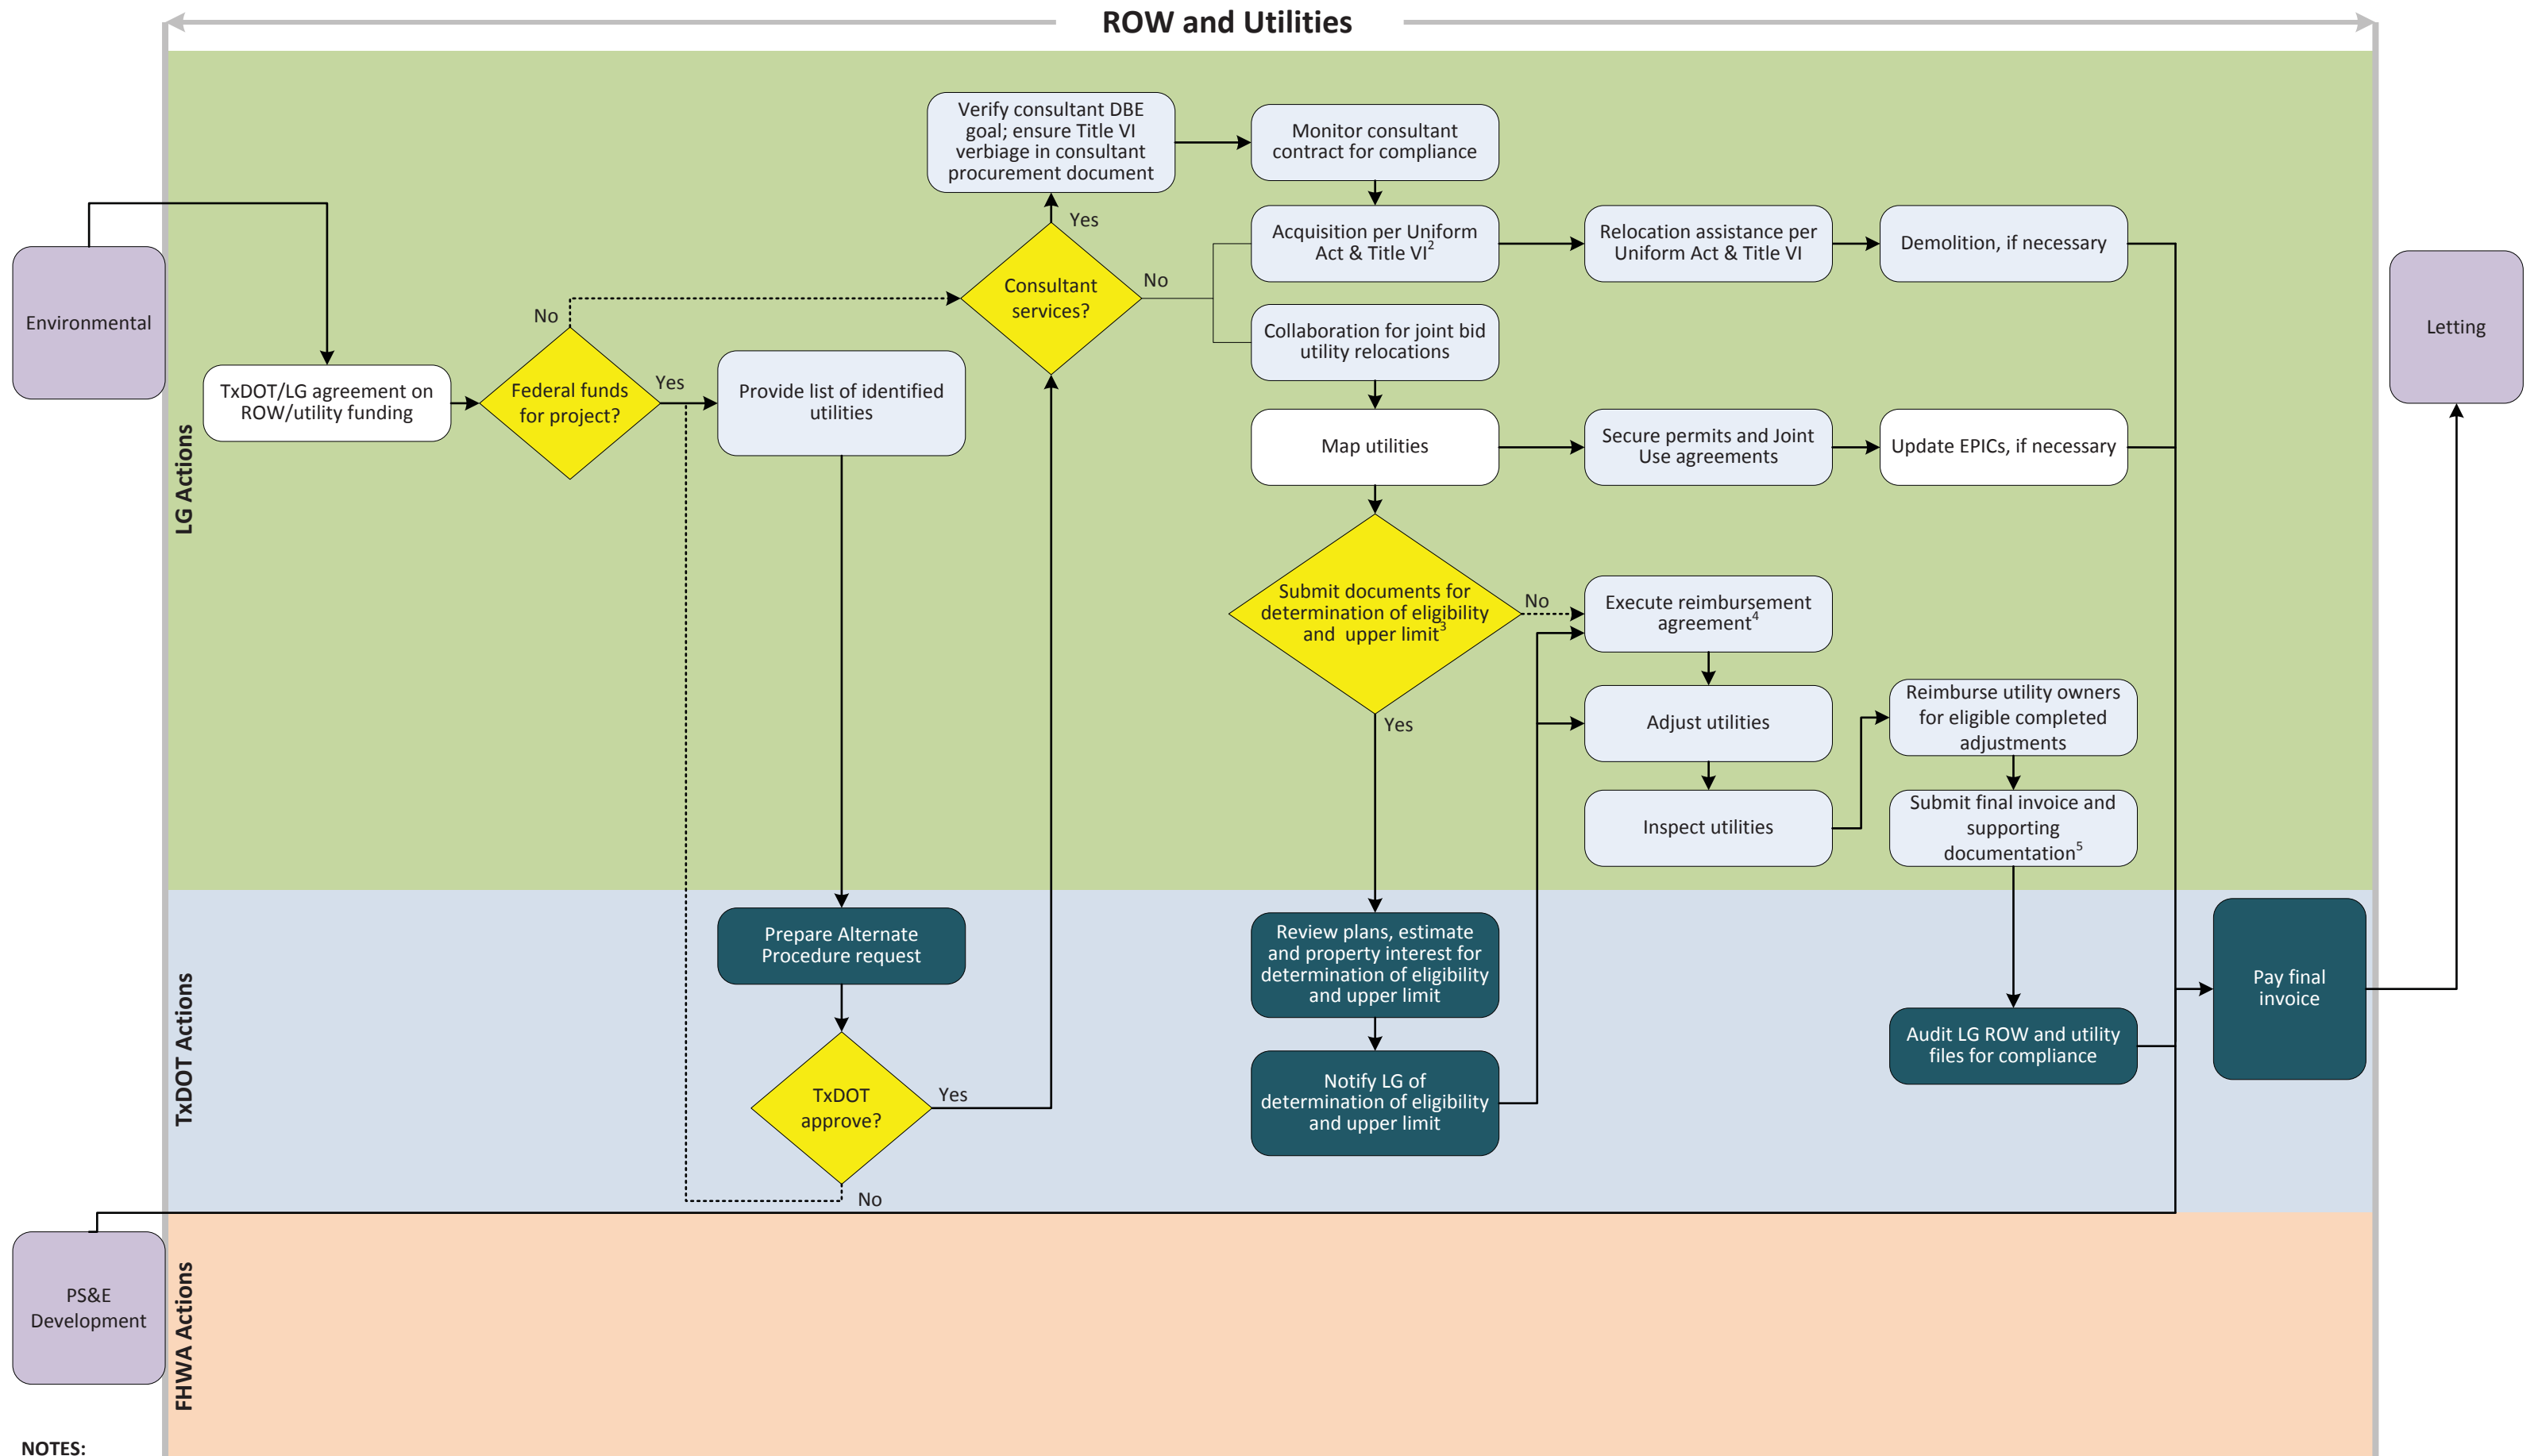 ROW and Utilities
Verify consultant DBE
goal; ensure Title VI
verbiage in consultant
procurement document
Monitor consultant
contract for compliance
Yes
Acquisition per Uniform
Act & Title VI2
Relocation assistance per
Uniform Act & Title VI
Demolition, if necessary
Environmental
Consultant
services?
No
Letting
No
Collaboration for joint bid
utility relocations
TxDOT/LG agreement on
ROW/utility funding
Federal funds
for project?
Yes
Provide list of identified
utilities
Map utilities
Secure permits and Joint
Use agreements
Update EPICs, if necessary
LG Actions
Submit documents for
determination of eligibility
and upper limit3
No
Execute reimbursement
agreement4
Yes
Adjust utilities
Reimburse utility owners
for eligible completed
adjustments
Inspect utilities
Submit final invoice and
supporting
documentation5
TxDOT Actions
Prepare Alternate
Procedure request
Review plans, estimate
and property interest for
determination of eligibility
and upper limit
Pay final
invoice
Audit LG ROW and utility
files for compliance
TxDOT
approve?
Yes
Notify LG of
determination of eligibility
and upper limit
No
PS&E
Development
FHWA Actions
NOTES: